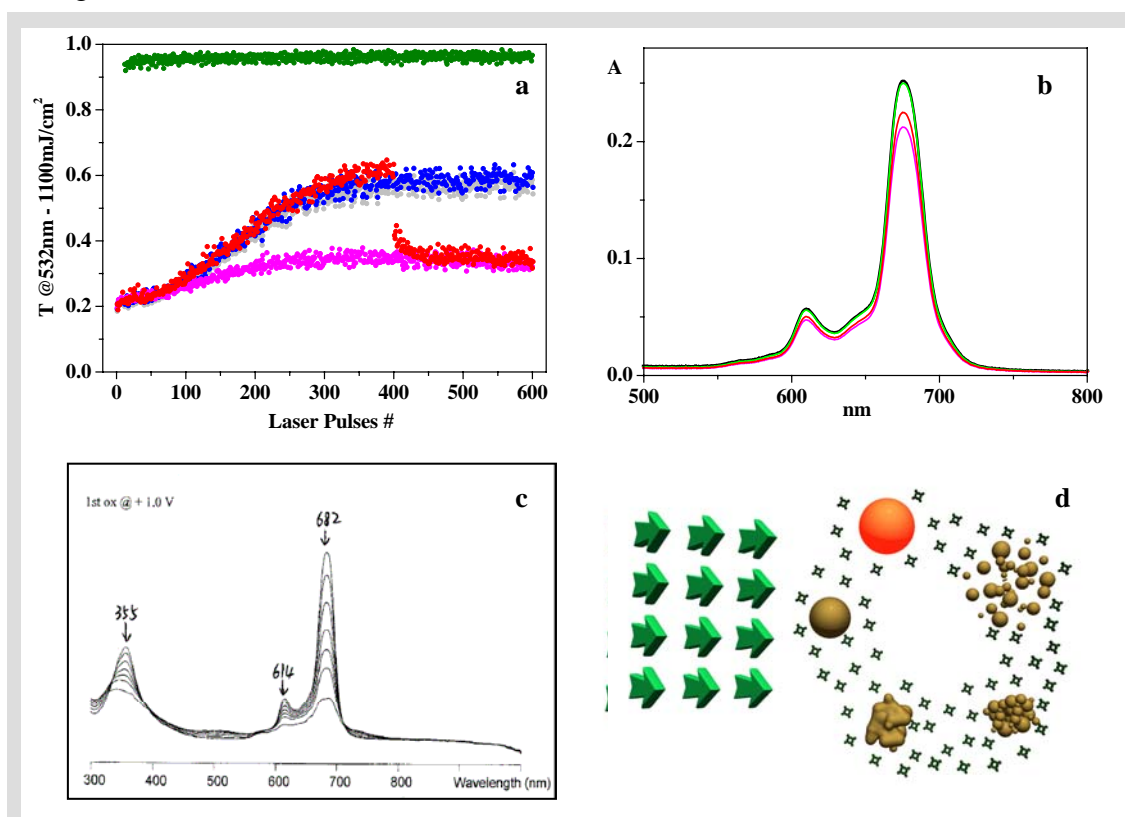 1.0
a
0.8
0.6
0.4
0.2
0.0
T @532nm - 1100mJ/cm²
0 100 200 300 400 500 600
Laser Pulses #
A
b
0.2
0.1
0.0
500 600 700 800
nm
1st ox @ + 1.0 V
c
682
355
614
300 400 500 600 700 800 Wavelength (nm)
d